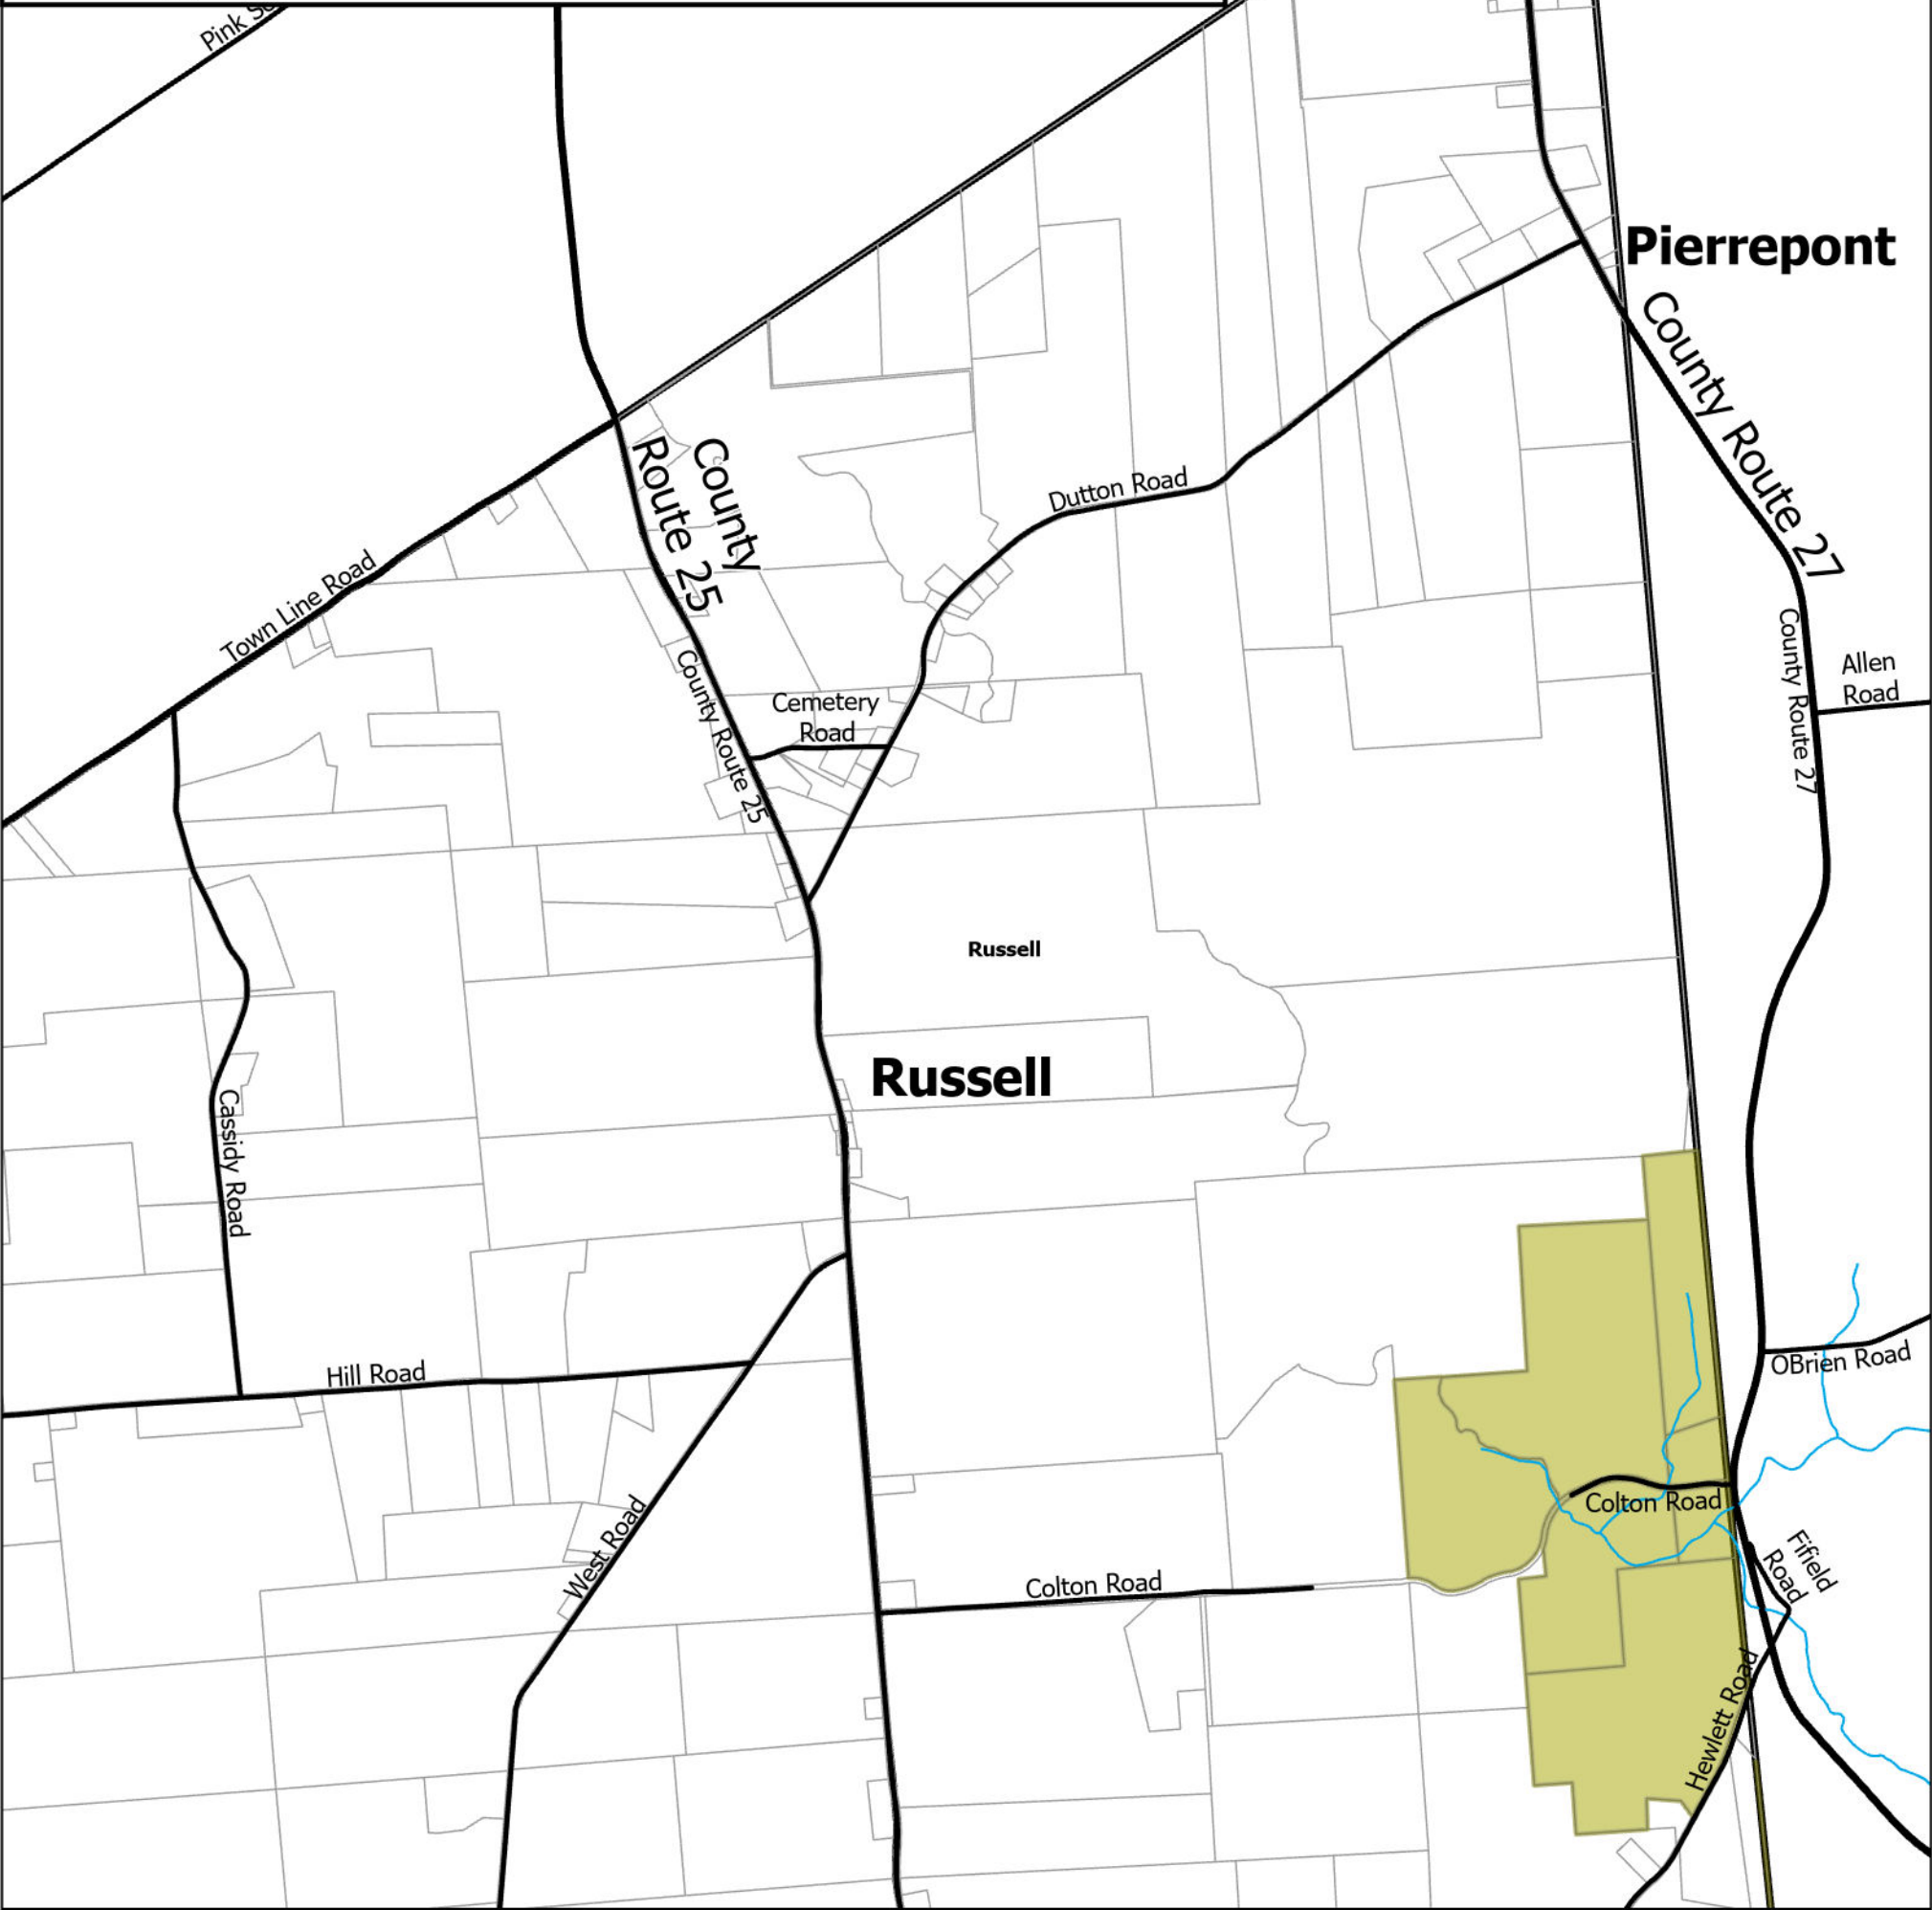 Pink
Pierrepont
County Route 27
County
Route 25
Dutton Road
Town Line Road
County Route 27
Allen
Road
County Route 25
Cemetery
Road
Russell
Russell
Cassidy Road
OBrien Road
Hill Road
Colton Road
West Road
Fifield
Road
Colton Road
Hewlett Road